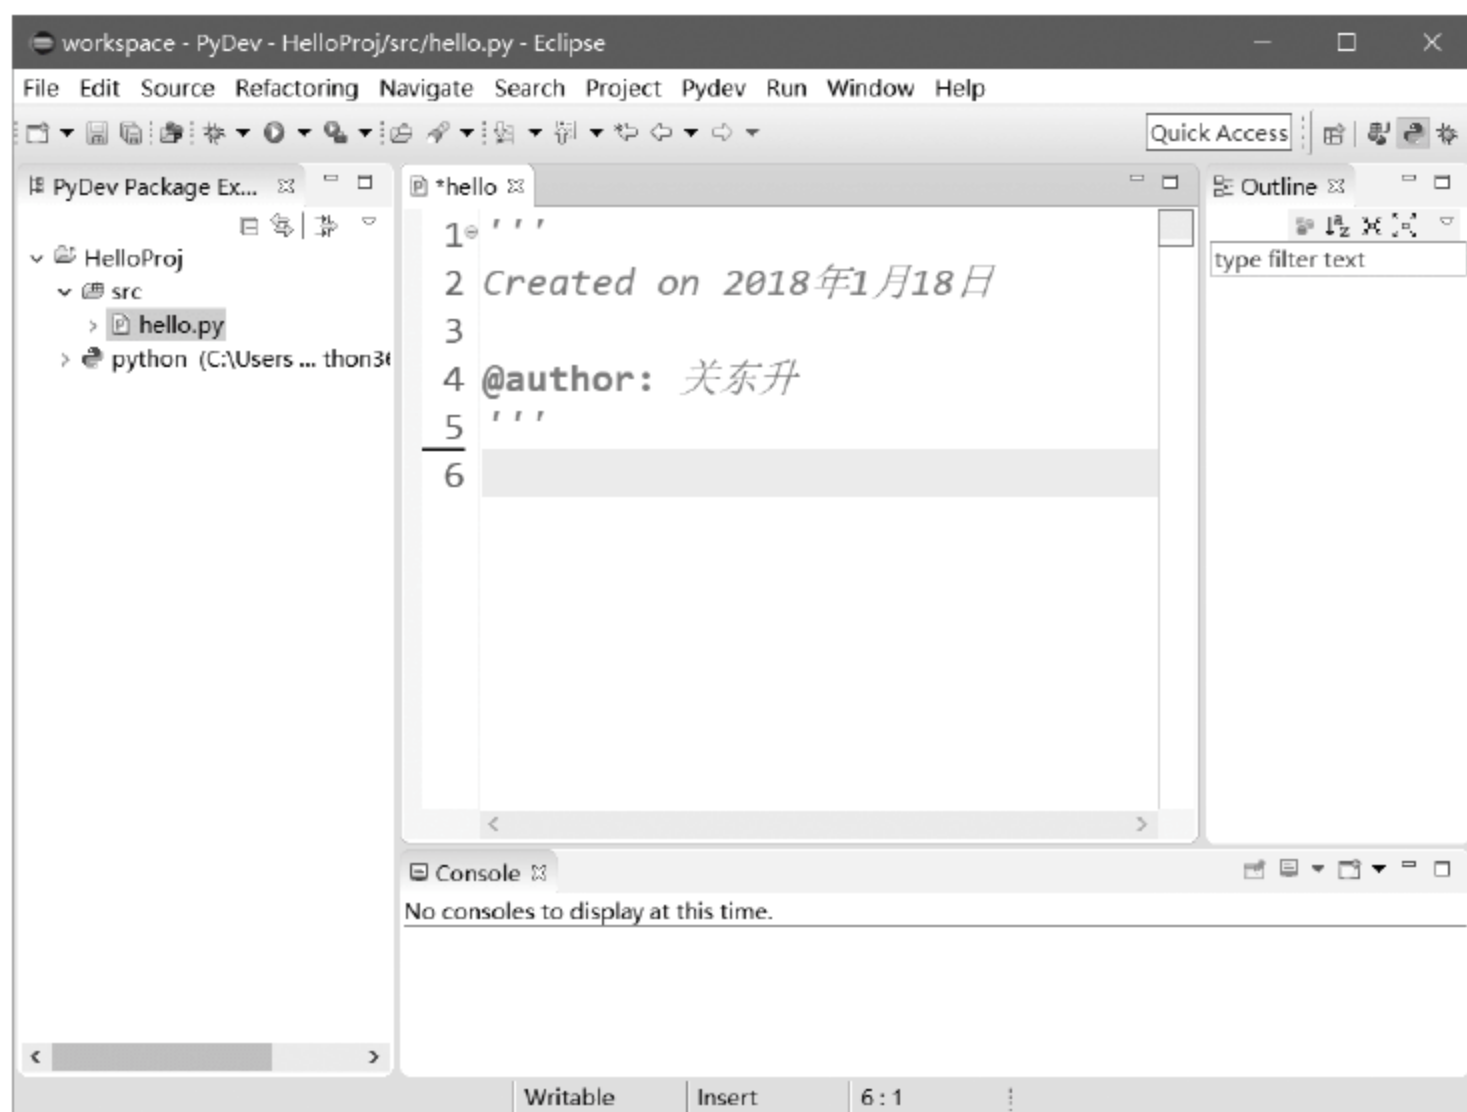 workspace - PyDev - HelloProj/src/hello.py - Eclipse
File Edit Source Refactoring Navigate Search Project Pydev Run Window Help
Quick Access
PyDev Package Ex...
HelloProj
src
hello.py
python (C:\Users ... thon36
*hello
1 '''
2 Created on 2018年1月18日
3
4 @author: 关东升
5 '''
6
Outline
type filter text
Console
No consoles to display at this time.
Writable Insert 6 : 1